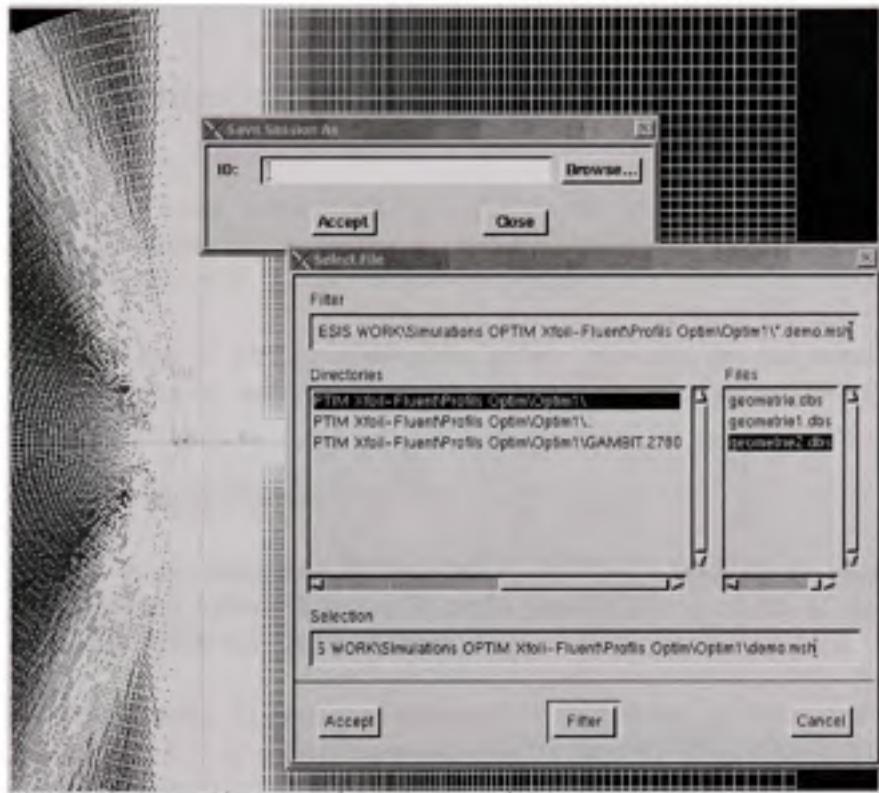 Save Session As
ID:
Browse...
Accept
Close
Select File
Filter
ESIS WORK\Simulations OPTIM Xfoil-Fluent\Profils Optim\Optim1\*.demo.msh
Directories
PTIM Xfoil-Fluent\Profils Optim\Optim1\
PTIM Xfoil-Fluent\Profils Optim\Optim1\..
PTIM Xfoil-Fluent\Profils Optim\Optim1\GAMBIT.2780
Files
geometrie.dbs
geometrie1.dbs
geometrie2.dbs
Selection
S WORK\Simulations OPTIM Xfoil-Fluent\Profils Optim\Optim1\demo.msh
Accept
Filter
Cancel